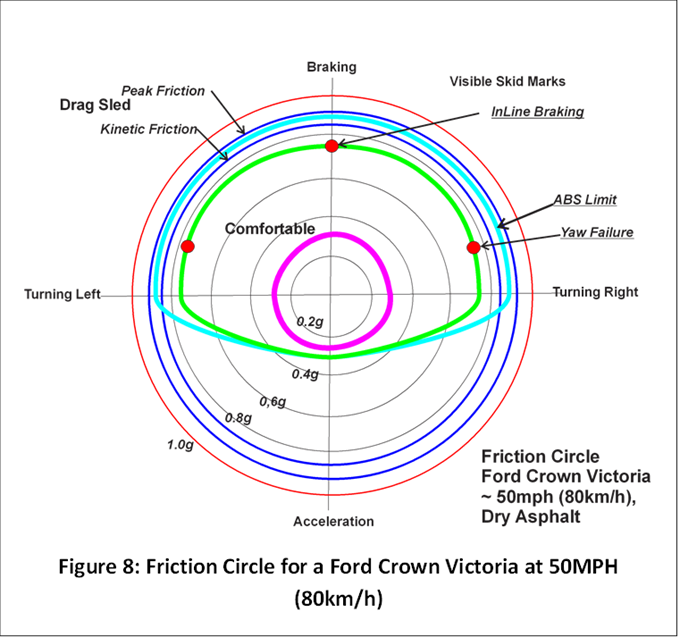 Braking
Visible Skid Marks
Peak Friction
Drag Sled
InLine Braking
Kinetic Friction
ABS Limit
Comfortable
Yaw Failure
Turning Left
Turning Right
0.2g
0.4g
0,6g
0.8g
1.0g
Friction Circle
Ford Crown Victoria
~ 50mph (80km/h),
Dry Asphalt
Acceleration
Figure 8: Friction Circle for a Ford Crown Victoria at 50MPH
(80km/h)